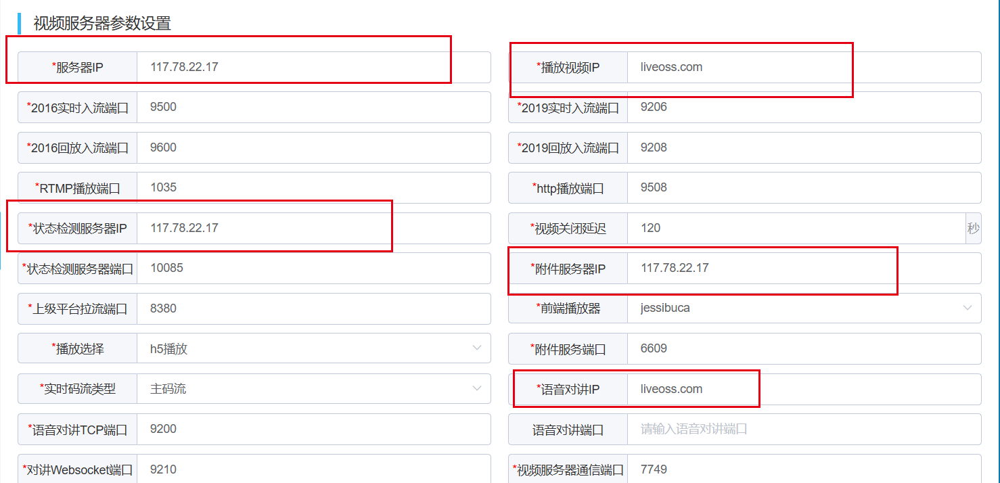 视频服务器参数设置
*服务器IP 117.78.22.17 *播放视频IP liveoss.com
*2016实时入流端口 9500 *2019实时入流端口 9206
*2016回放入流端口 9600 *2019回放入流端口 9208
*RTMP播放端口 1035 *http播放端口 9508
*状态检测服务器IP 117.78.22.17 *视频关闭延迟 120 秒
*状态检测服务器端口 10085 *附件服务器IP 117.78.22.17
*上级平台拉流端口 8380 *前端播放器 jessibuca
*播放选择 h5播放 *附件服务端口 6609
*实时码流类型 主码流 *语音对讲IP liveoss.com
*语音对讲TCP端口 9200 语音对讲端口 请输入语音对讲端口
*对讲Websocket端口 9210 *视频服务器通信端口 7749